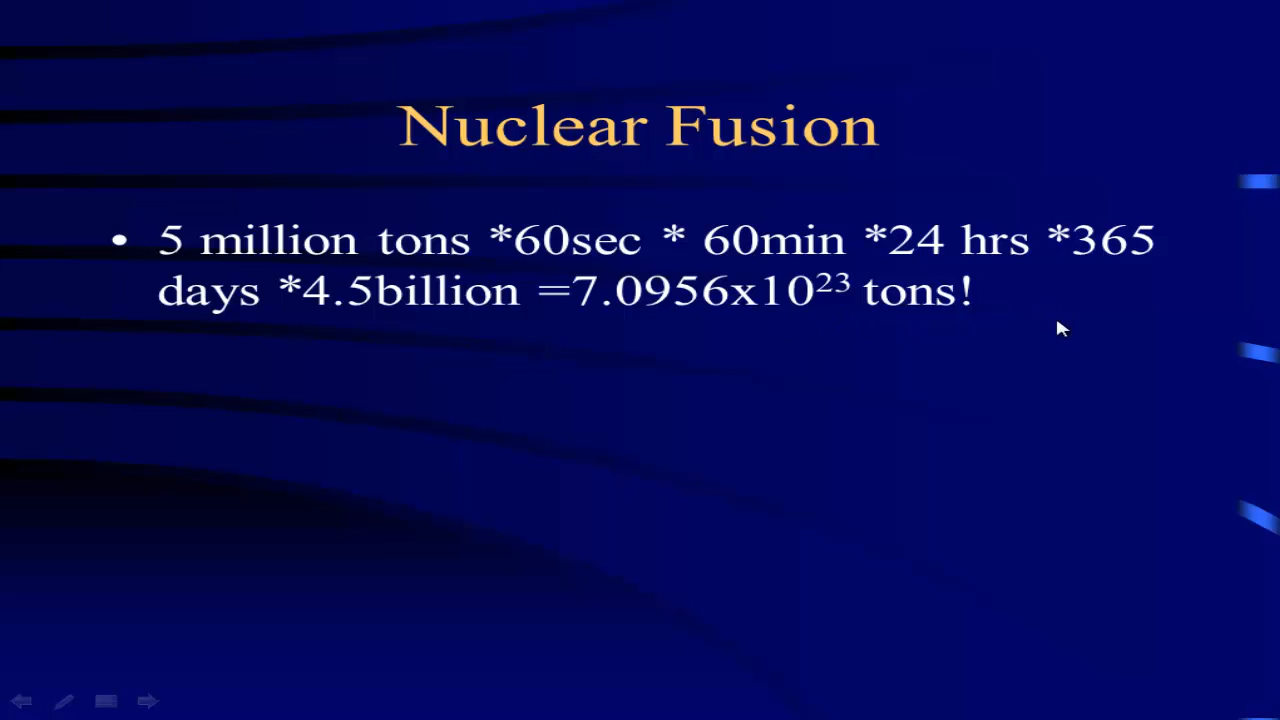 Nuclear Fusion
• 5 million tons *60sec * 60min *24 hrs *365
days *4.5billion =7.0956x10²³ tons!